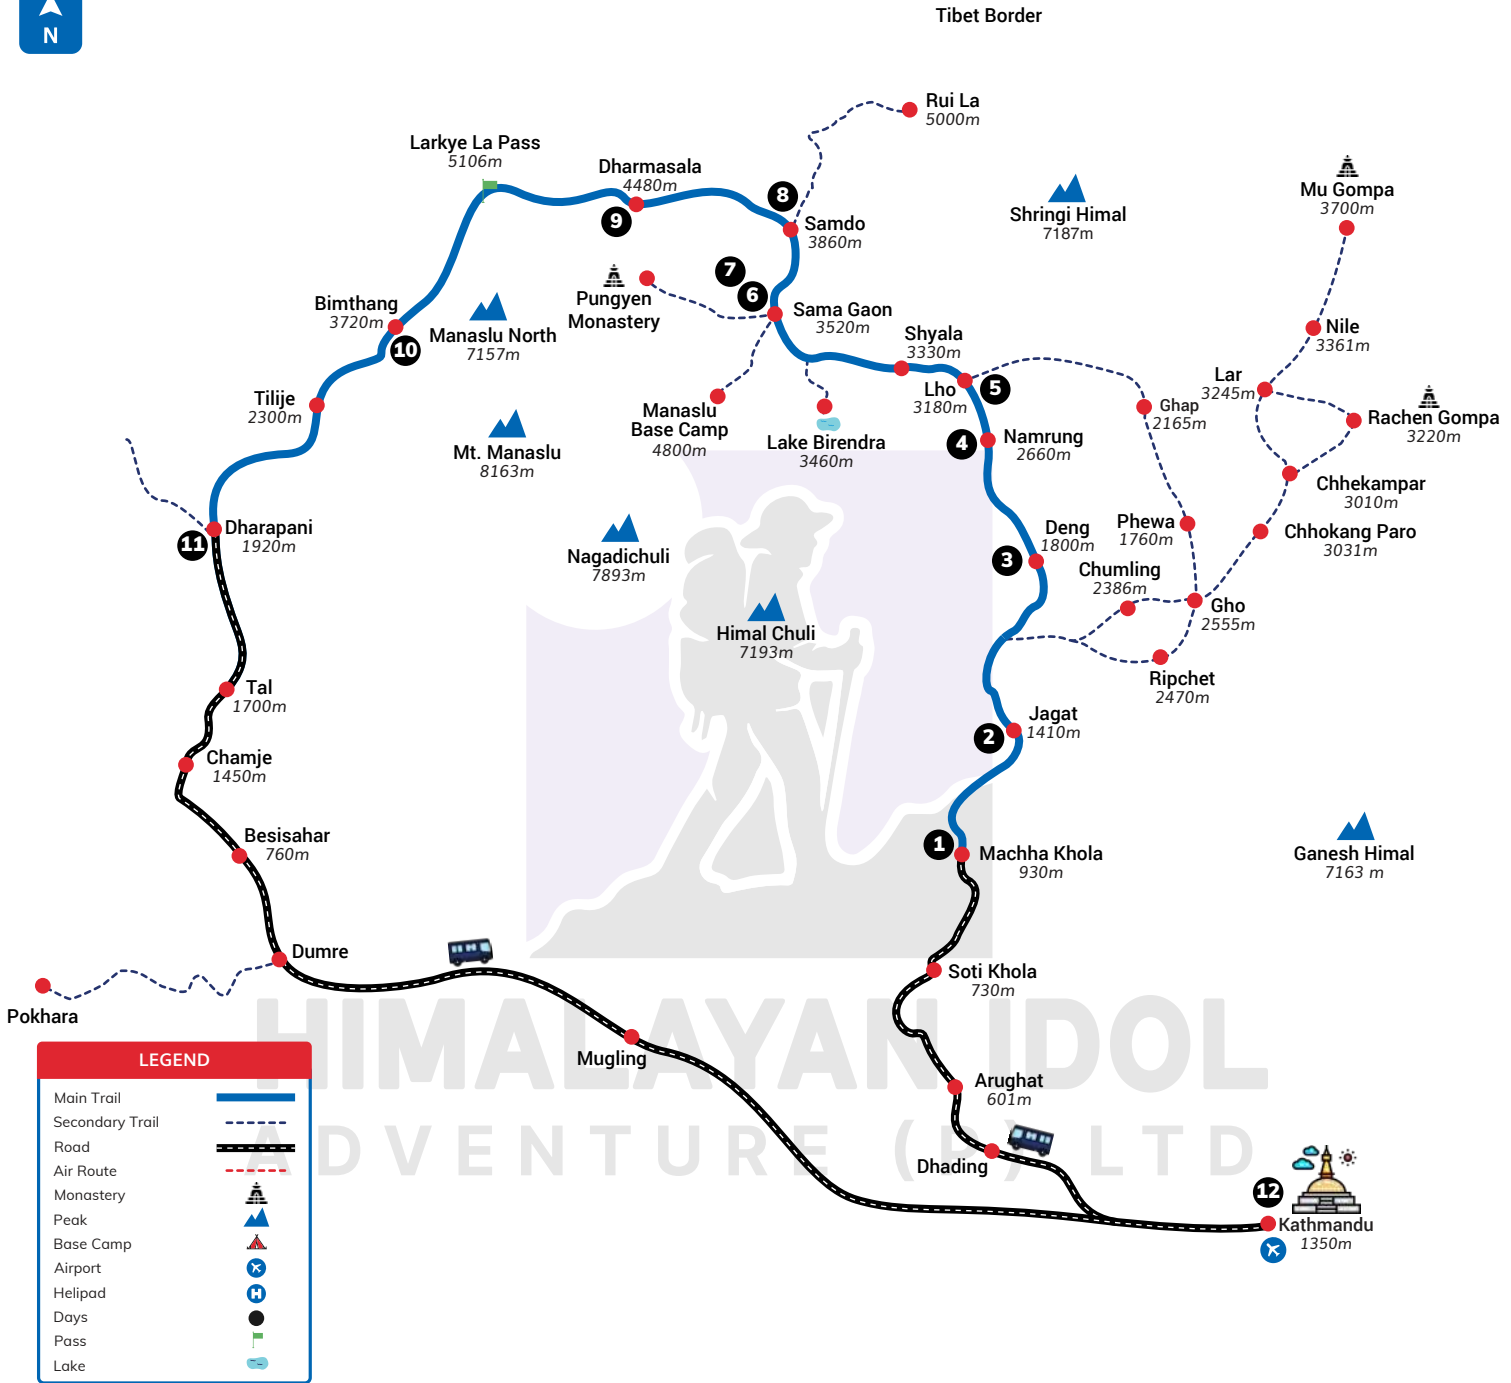 N
Tibet Border
Rui La
5000m
Larkye La Pass
5106m
Dharmasala
4480m
9
8
Samdo
3860m
Shringi Himal
7187m
Mu Gompa
3700m
Pungyen
Monastery
7
6
Sama Gaon
3520m
Bimthang
3720m
10
Manaslu North
7157m
Shyala
3330m
Nile
3361m
Lho
3180m
5
Lar
3245m
Tilije
2300m
Manaslu
Base Camp
4800m
Lake Birendra
3460m
Ghap
2165m
Rachen Gompa
3220m
4
Namrung
2660m
Mt. Manaslu
8163m
Chhekampar
3010m
Dharapani
1920m
11
Nagadichuli
7893m
Deng
1800m
3
Phewa
1760m
Chhokang Paro
3031m
Chumling
2386m
Gho
2555m
Himal Chuli
7193m
Ripchet
2470m
Tal
1700m
Jagat
1410m
2
Chamje
1450m
Besisahar
760m
1
Machha Khola
930m
Ganesh Himal
7163 m
Dumre
Soti Khola
730m
Pokhara
HIMALAYAN IDOL
ADVENTURE (P) LTD
Mugling
Arughat
601m
Dhading
12
Kathmandu
1350m
LEGEND
Main Trail
Secondary Trail
Road
Air Route
Monastery
Peak
Base Camp
Airport
Helipad
H
Days
Pass
Lake